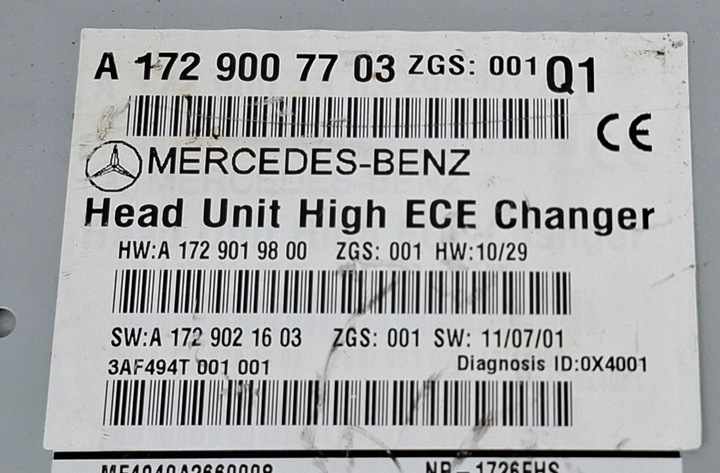 A 172 900 77 03 ZGS: 001 Q1
CE
MERCEDES-BENZ
Head Unit High ECE Changer
HW:A 172 901 98 00 ZGS: 001 HW:10/29
SW:A 172 902 16 03 ZGS: 001 SW: 11/07/01
3AF494T 001 001 Diagnosis ID:0X4001